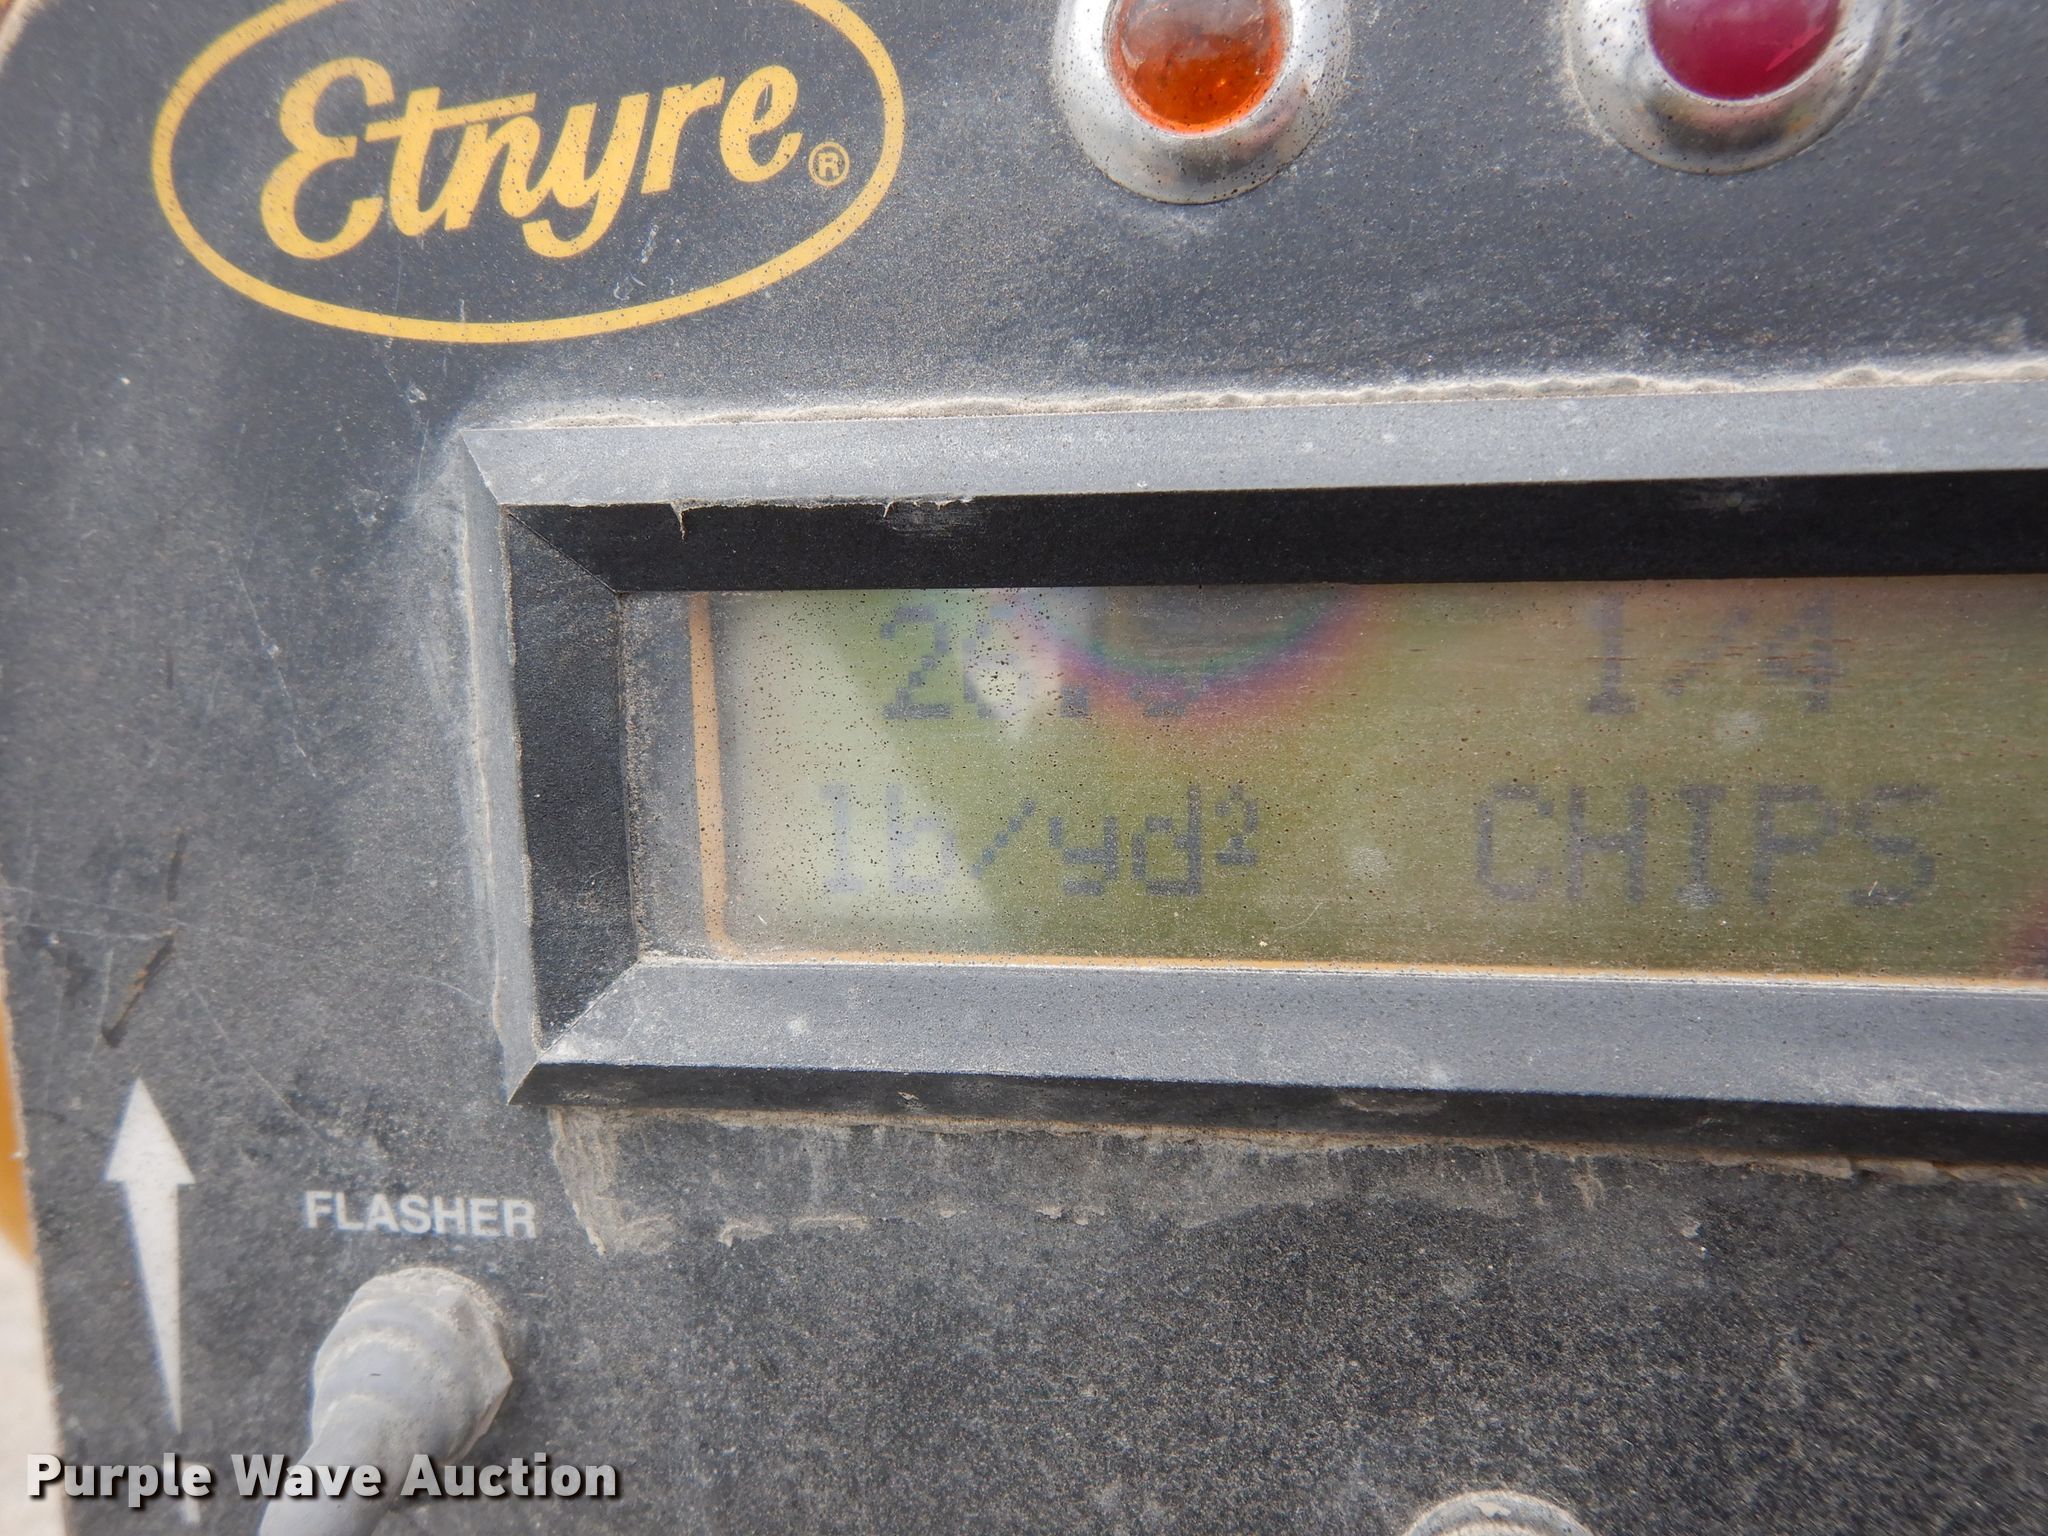 Etnyre®
1/4
lb/yd² CHIPS
FLASHER
Purple Wave Auction